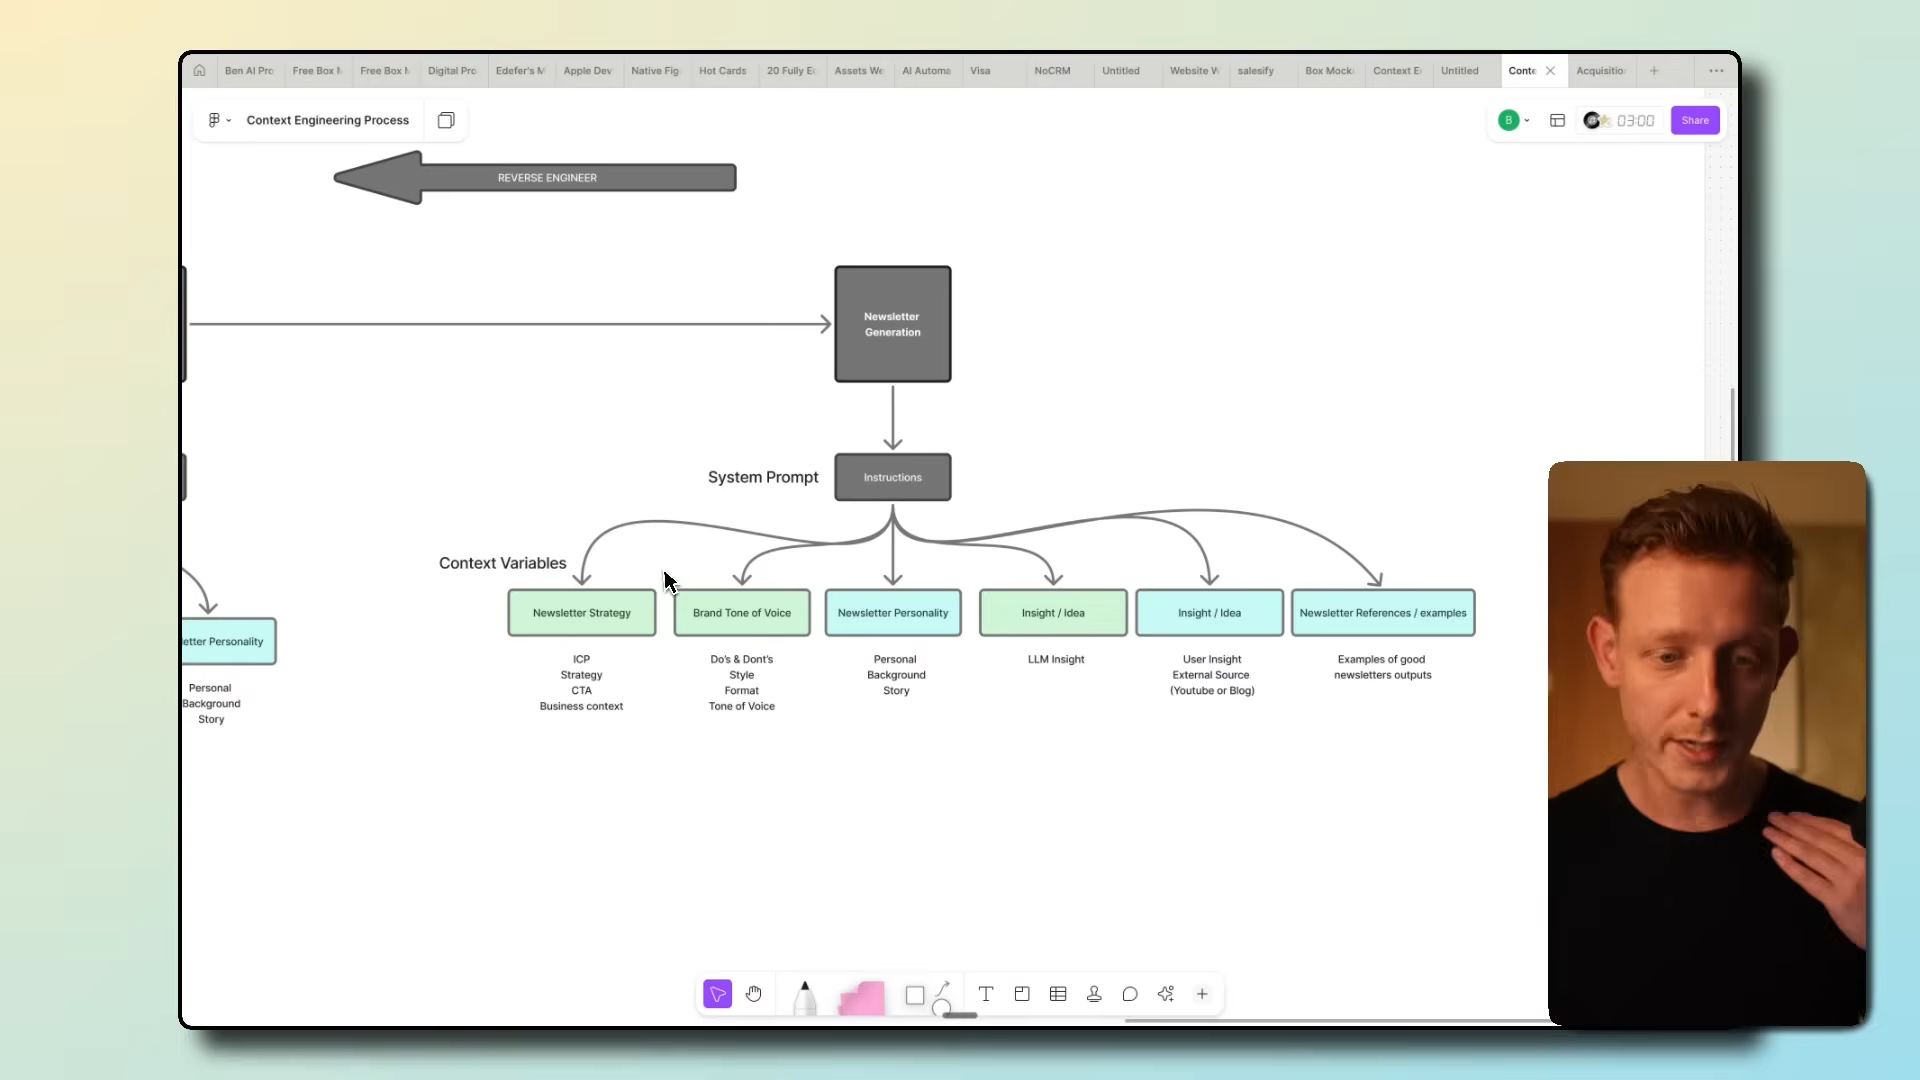 Ben AI Pro
Free Box
Free Box
Digital Pro
Edefer's M
Apple Dev
Native Fig
Hot Cards
20 Fully E
Assets We
AI Automa
Visa
NoCRM
Untitled
Website W
salesify
Box Mock
Context E
Untitled
Conte
Acquisitio
Context Engineering Process
B
03:00
Share
REVERSE ENGINEER
Newsletter
Generation
System Prompt
Instructions
Context Variables
Newsletter Strategy
Brand Tone of Voice
Newsletter Personality
Insight / Idea
Insight / Idea
Newsletter References / examples
ICP
Strategy
CTA
Business context
Do's & Dont's
Style
Format
Tone of Voice
Personal
Background
Story
LLM Insight
User Insight
External Source
(Youtube or Blog)
Examples of good
newsletters outputs
etter Personality
Personal
Background
Story